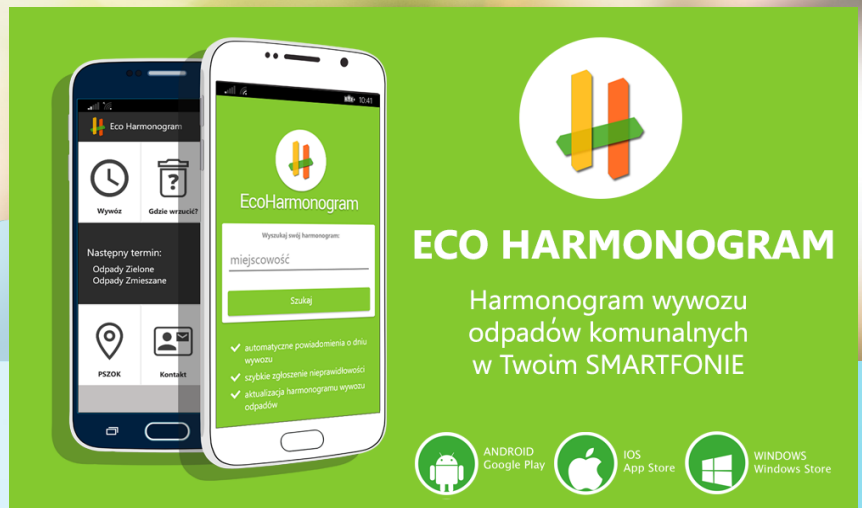 Eco Harmonogram
Wywóz
Gdzie wrzucić?
Następny termin:
Odpady Zielone
Odpady Zmieszane
PSZOK
Kontakt
10:41
EcoHarmonogram
Wyszukaj swój harmonogram:
miejscowość
Szukaj
automatyczne powiadomienia o dniu
wywozu
szybkie zgłoszenie nieprawidłowości
aktualizacja harmonogramu wywozu
odpadów
ECO HARMONOGRAM
Harmonogram wywozu
odpadów komunalnych
w Twoim SMARTFONIE
ANDROID
Google Play
IOS
App Store
WINDOWS
Windows Store